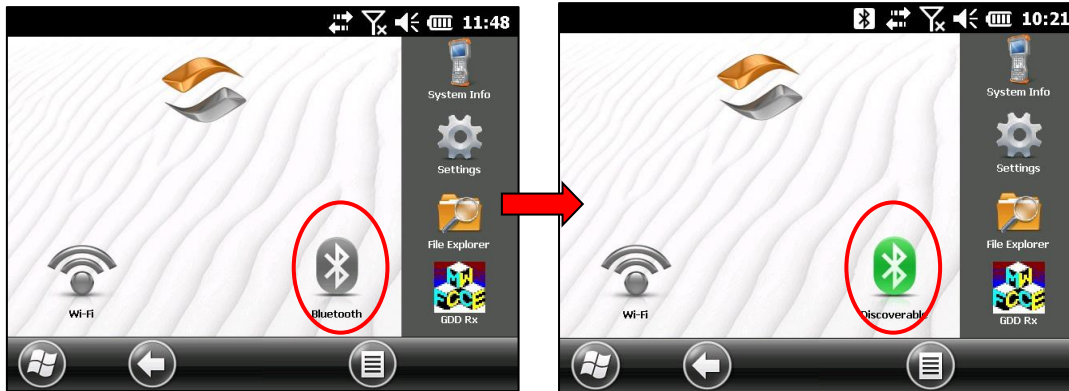 11:48
System Info
Settings
File Explorer
Wi-Fi
Bluetooth
GDD Rx
10:21
System Info
Settings
File Explorer
Wi-Fi
Discoverable
GDD Rx